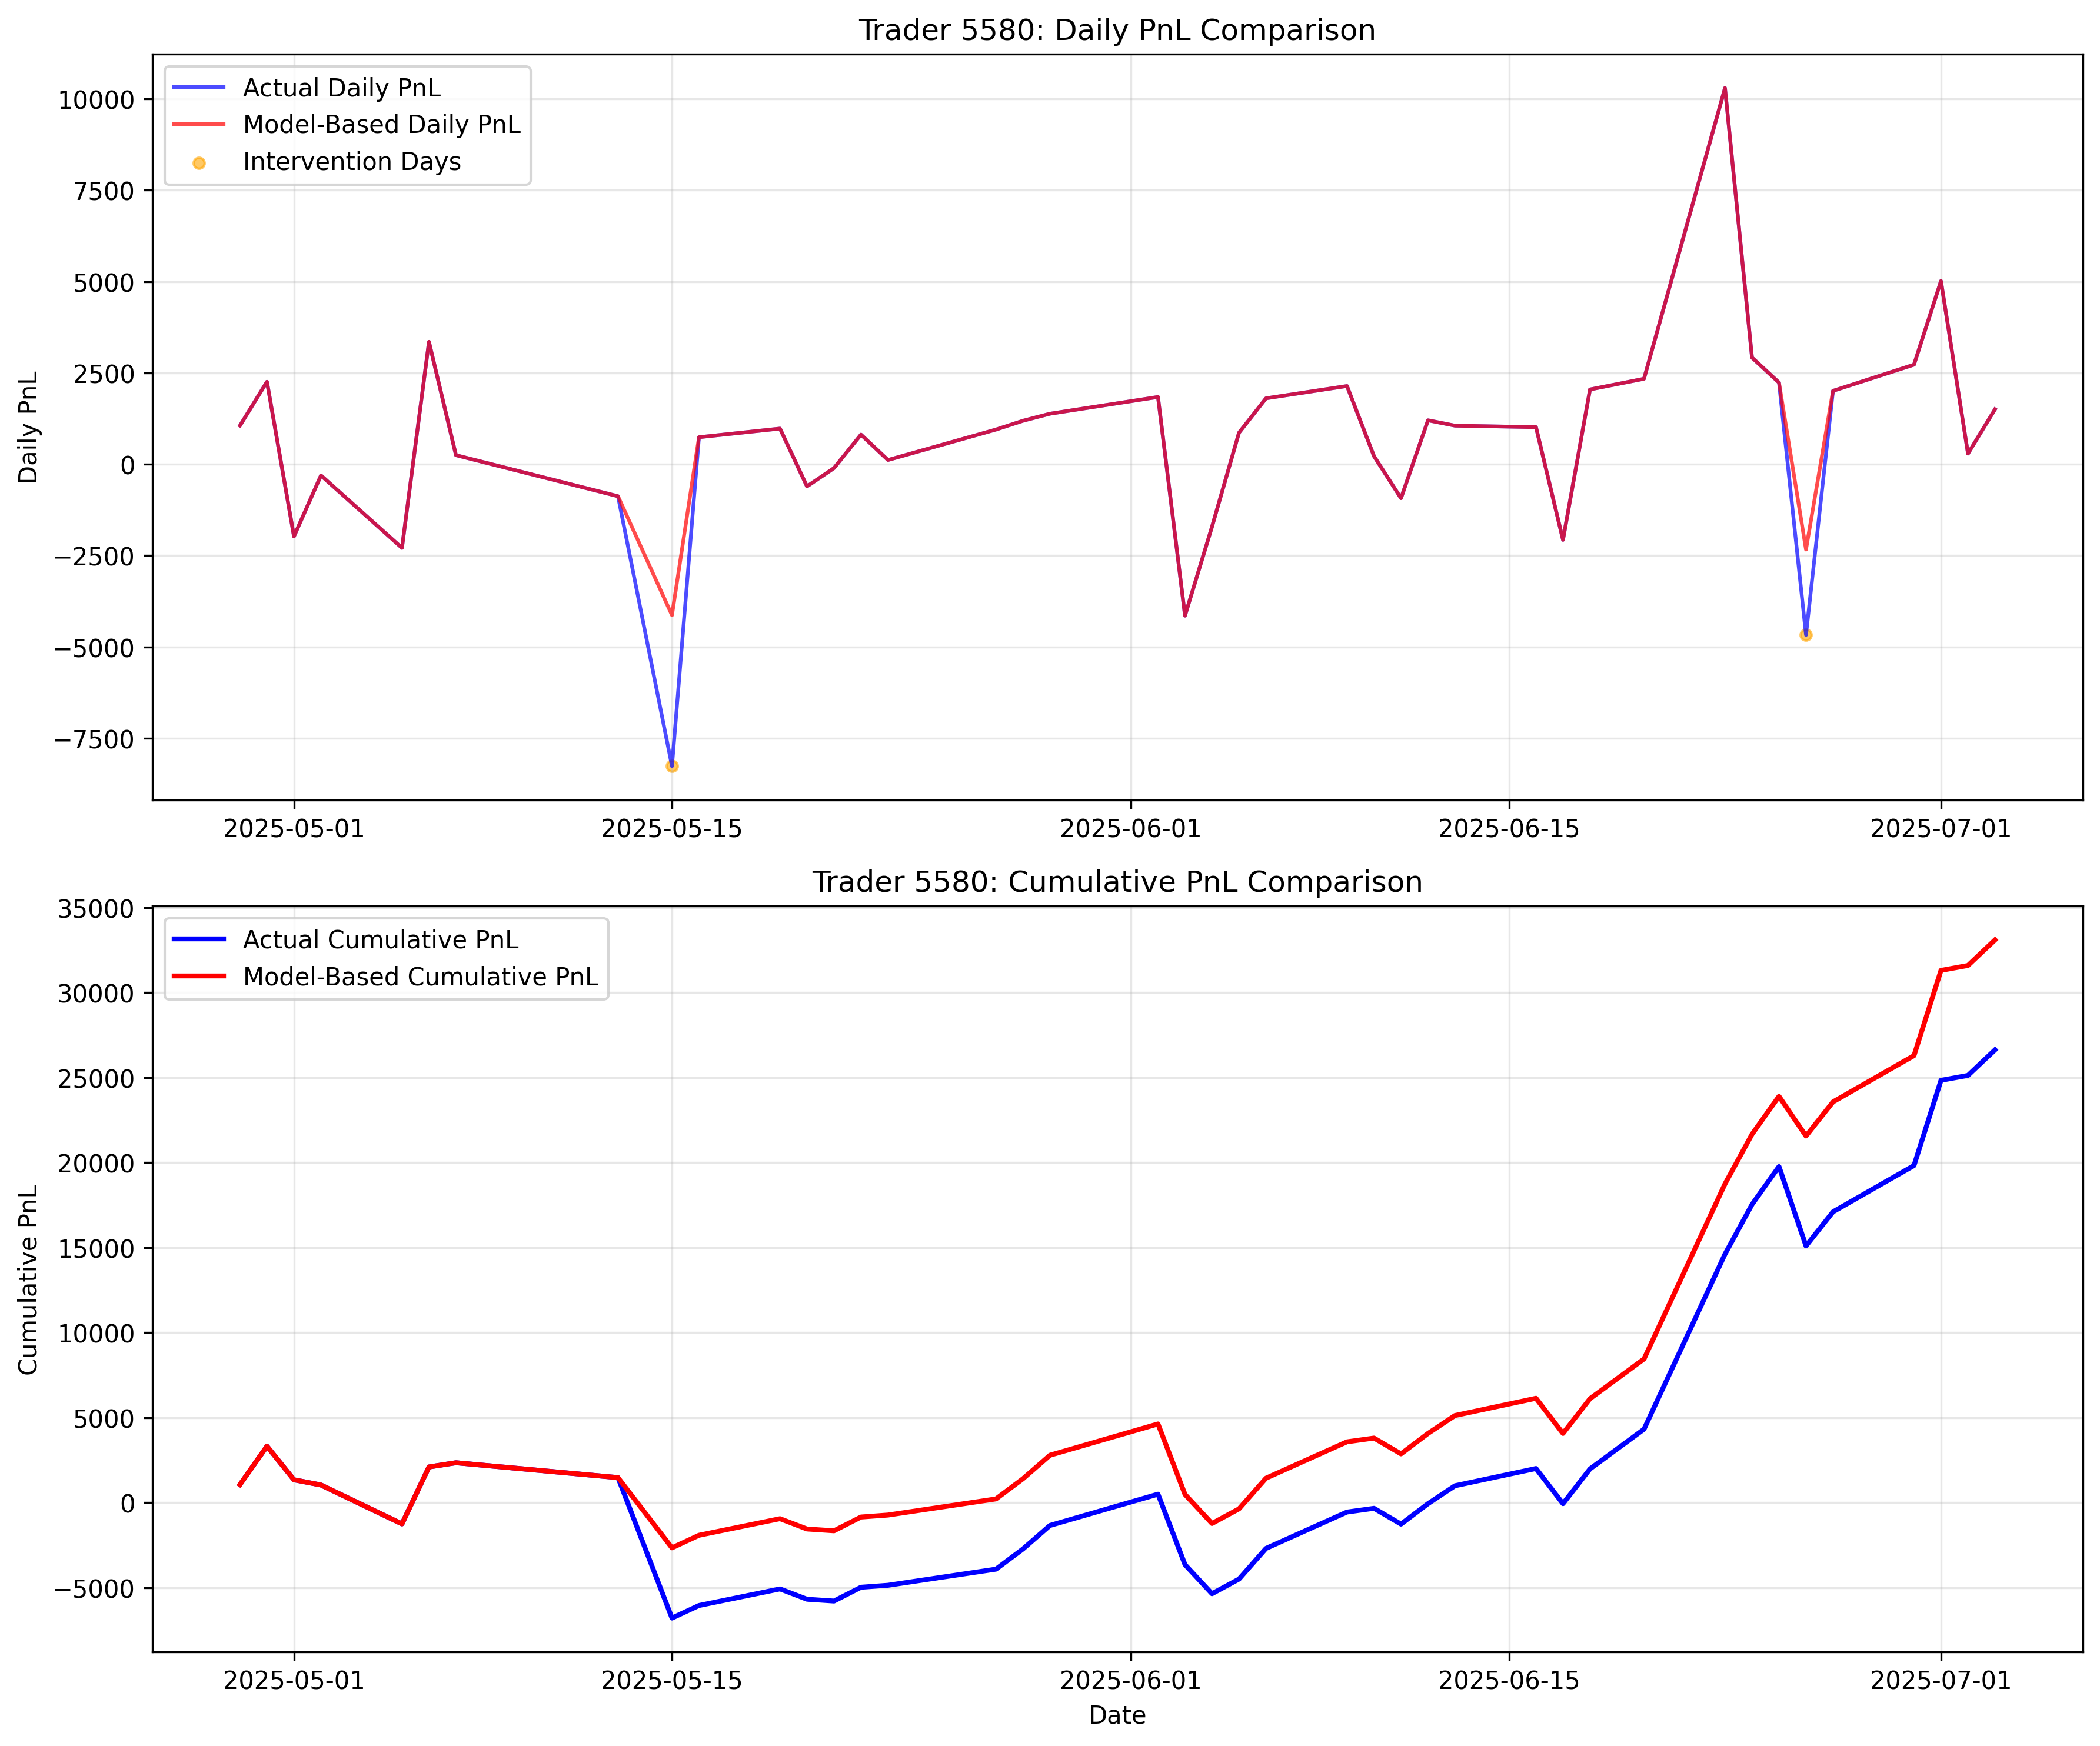 Trader 5580: Daily PnL Comparison
Actual Daily PnL
Model-Based Daily PnL
Intervention Days
Daily PnL
10000
7500
5000
2500
0
−2500
−5000
−7500
2025-05-01
2025-05-15
2025-06-01
2025-06-15
2025-07-01
Trader 5580: Cumulative PnL Comparison
Actual Cumulative PnL
Model-Based Cumulative PnL
Cumulative PnL
35000
30000
25000
20000
15000
10000
5000
0
−5000
2025-05-01
2025-05-15
2025-06-01
2025-06-15
2025-07-01
Date